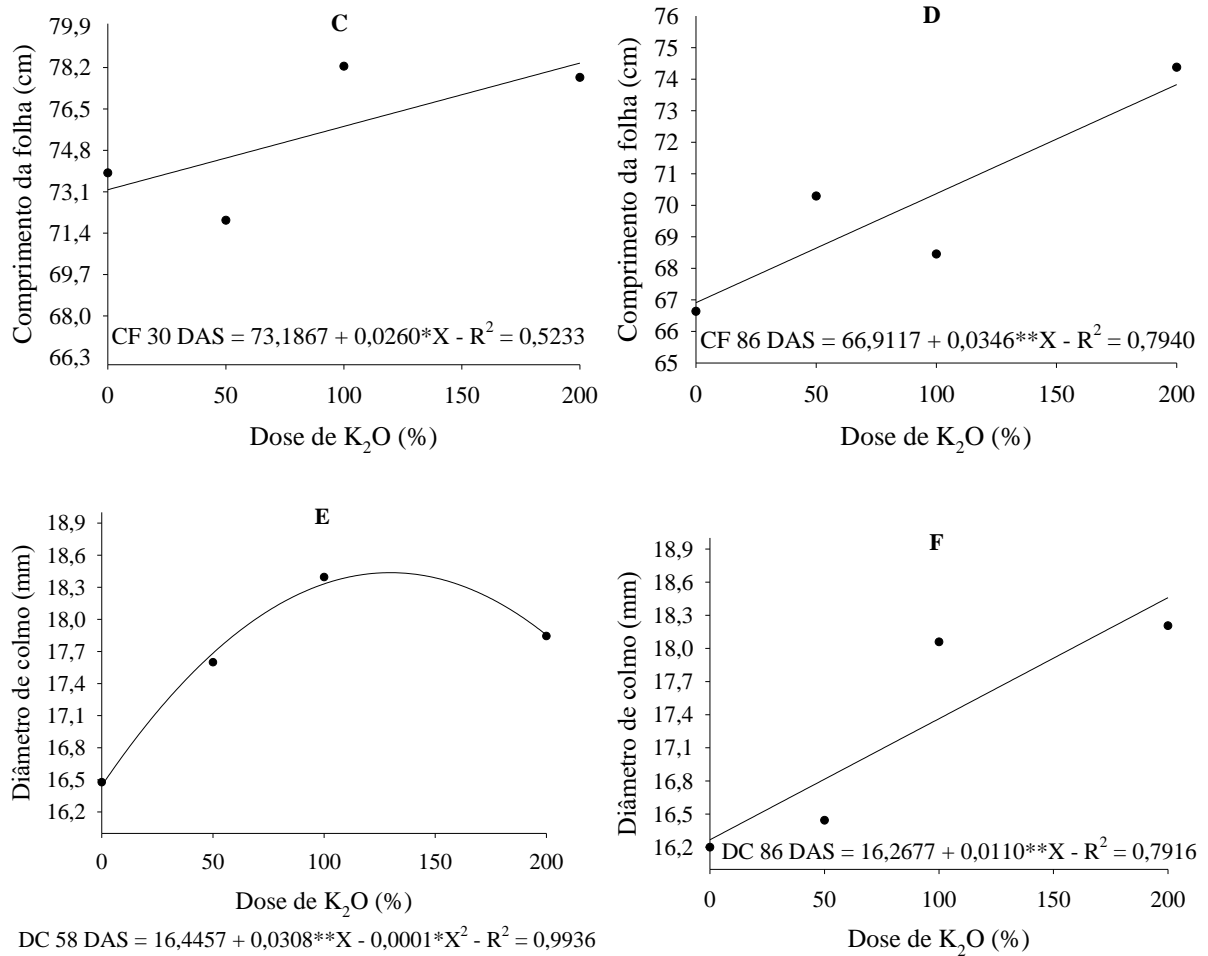 C
Comprimento da folha (cm)
79,9
78,2
76,5
74,8
73,1
71,4
69,7
68,0
66,3
CF 30 DAS = 73,1867 + 0,0260*X - R² = 0,5233
0 50 100 150 200
Dose de K₂O (%)
D
Comprimento da folha (cm)
76
75
74
73
72
71
70
69
68
67
66
65
CF 86 DAS = 66,9117 + 0,0346**X - R² = 0,7940
0 50 100 150 200
Dose de K₂O (%)
E
Diâmetro de colmo (mm)
18,9
18,6
18,3
18,0
17,7
17,4
17,1
16,8
16,5
16,2
0 50 100 150 200
Dose de K₂O (%)
DC 58 DAS = 16,4457 + 0,0308**X - 0,0001*X² - R² = 0,9936
F
Diâmetro de colmo (mm)
18,9
18,6
18,3
18,0
17,7
17,4
17,1
16,8
16,5
16,2
DC 86 DAS = 16,2677 + 0,0110**X - R² = 0,7916
0 50 100 150 200
Dose de K₂O (%)